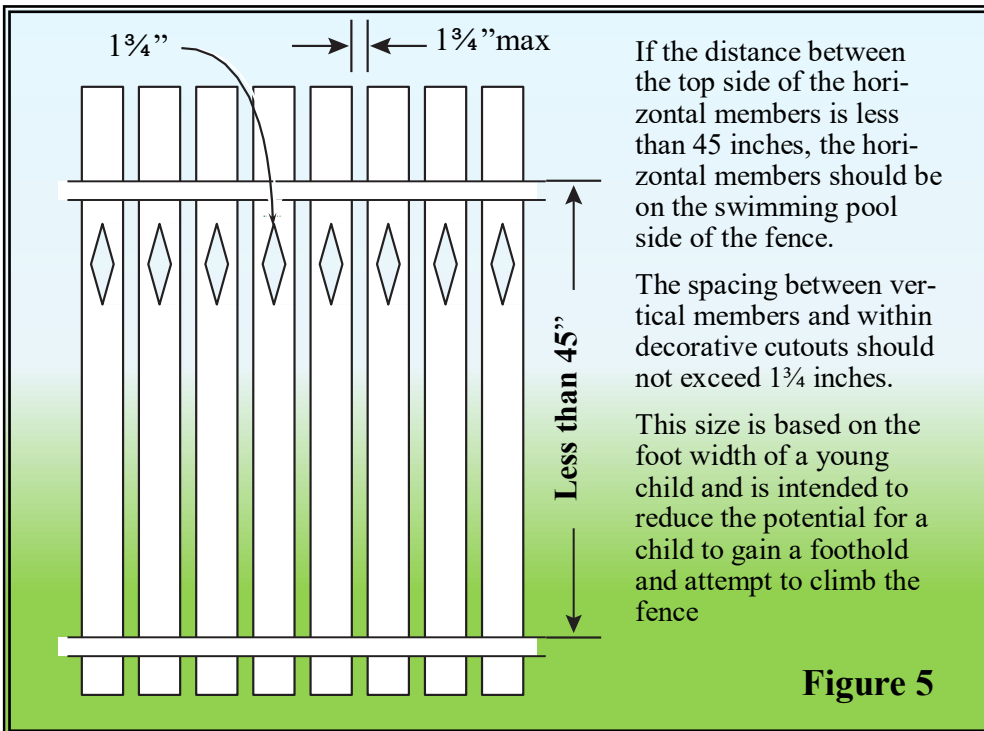 1¾”
1¾”max
If the distance between
the top side of the hori-
zontal members is less
than 45 inches, the hori-
zontal members should be
on the swimming pool
side of the fence.
The spacing between ver-
tical members and within
decorative cutouts should
not exceed 1¾ inches.
This size is based on the
foot width of a young
child and is intended to
reduce the potential for a
child to gain a foothold
and attempt to climb the
fence
Less than 45”
Figure 5